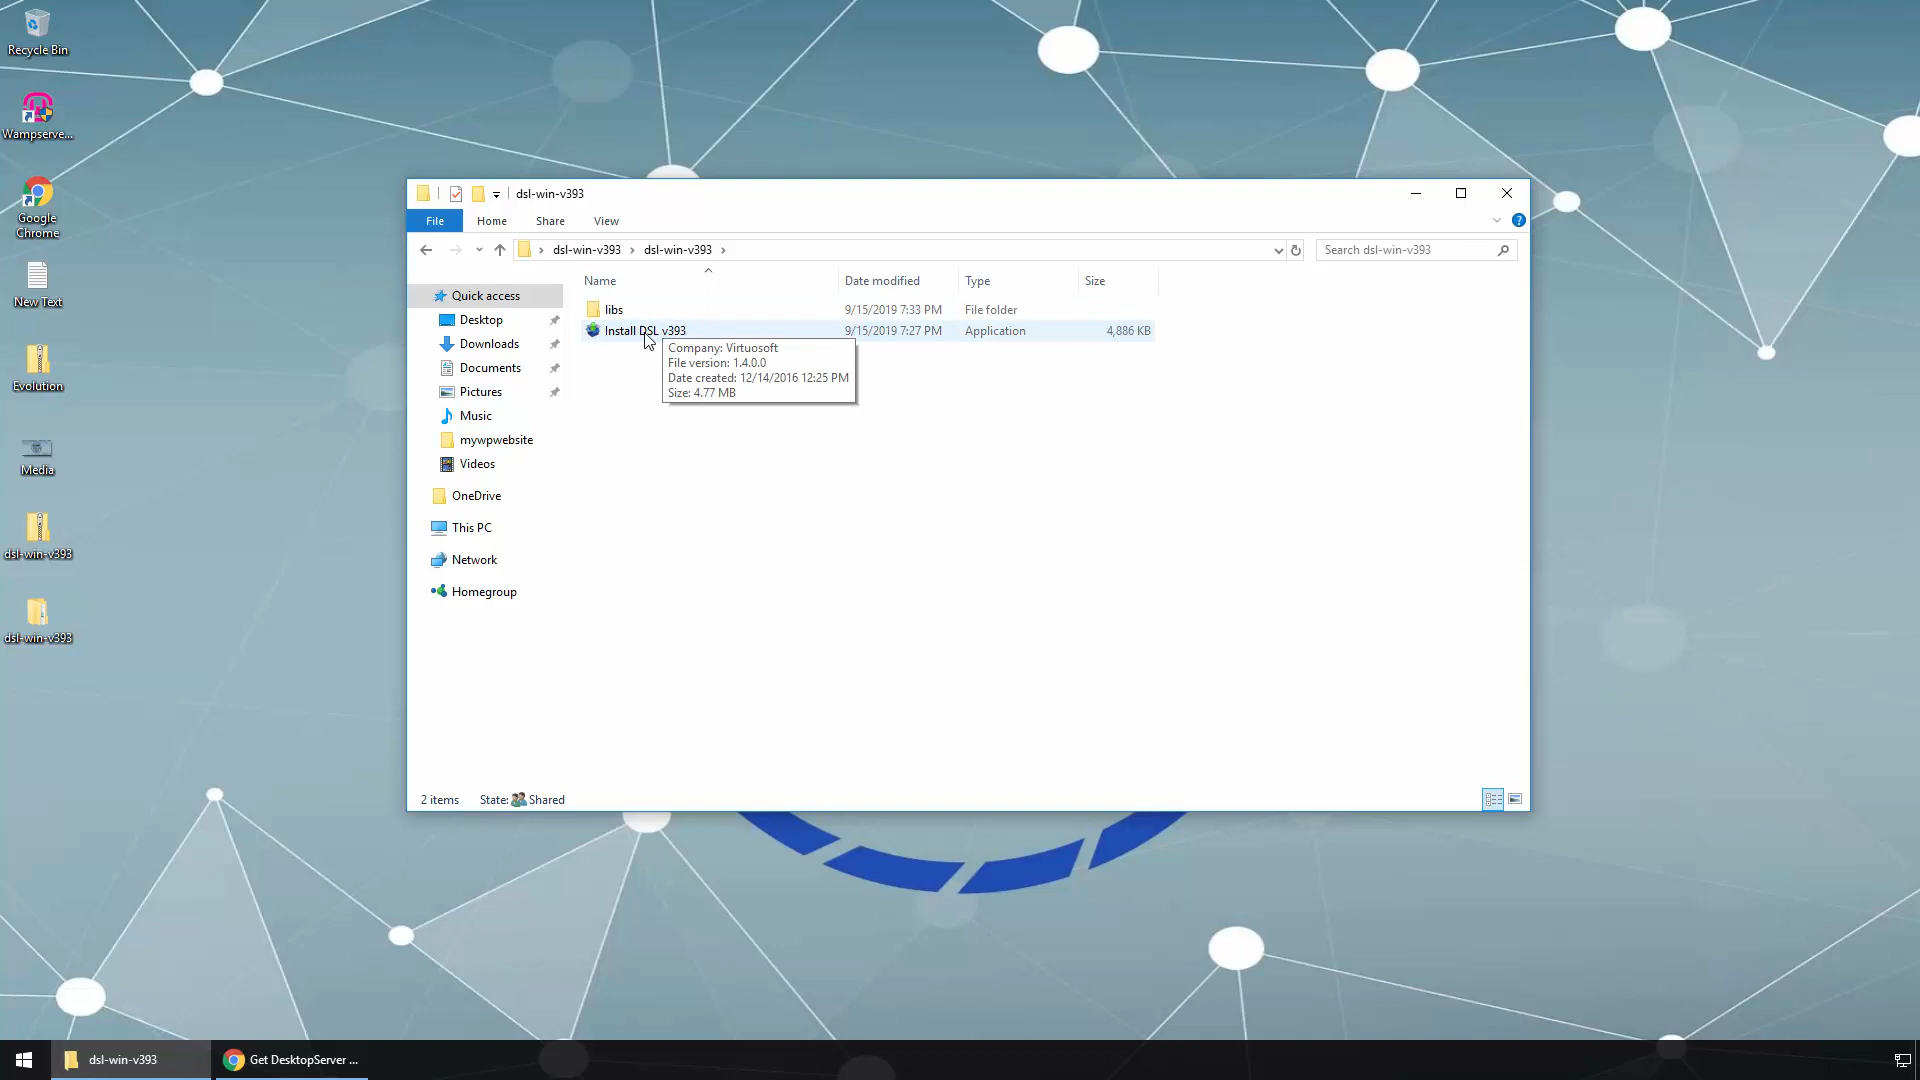 Recycle Bin
Wampserve...
Google
Chrome
New Text
Evolution
Media
dsl-win-v393
dsl-win-v393
dsl-win-v393
File
Home
Share
View
dsl-win-v393
dsl-win-v393
Search dsl-win-v393
Name
Date modified
Type
Size
libs
9/15/2019 7:33 PM
File folder
Install DSL v393
9/15/2019 7:27 PM
Application
4,886 KB
Company: Virtuosoft
File version: 1.4.0.0
Date created: 12/14/2016 12:25 PM
Size: 4.77 MB
Quick access
Desktop
Downloads
Documents
Pictures
Music
mywpwebsite
Videos
OneDrive
This PC
Network
Homegroup
2 items
State: Shared
dsl-win-v393
Get DesktopServer ...